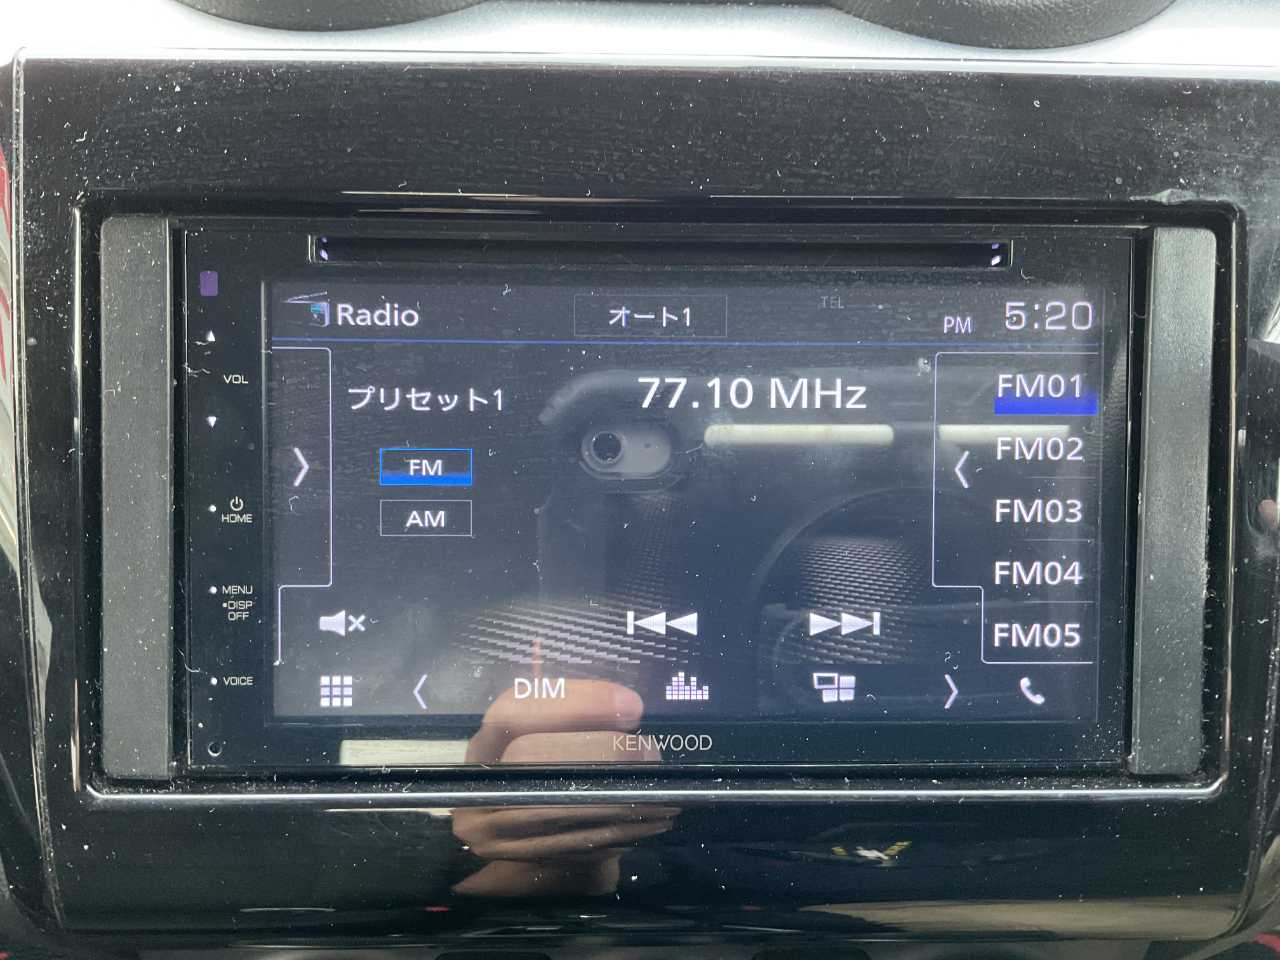 Radio
オート1
TEL
PM 5:20
プリセット1
77.10 MHz
FM
AM
FM01
FM02
FM03
FM04
FM05
DIM
VOL
HOME
MENU
•DISP
OFF
VOICE
KENWOOD